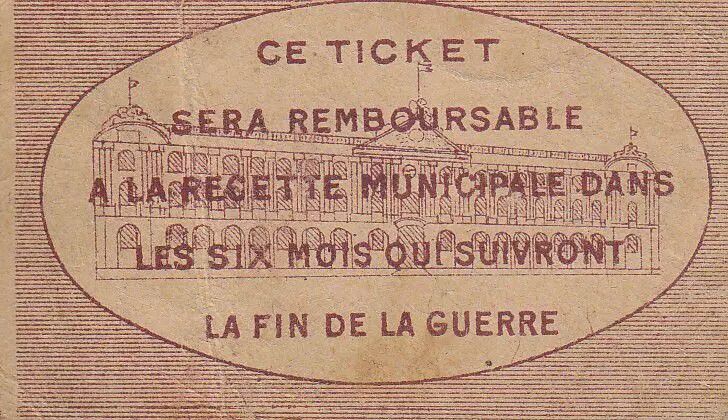 CE TICKET
SERA REMBOURSABLE
A LA RECETTE MUNICIPALE DANS
LES SIX MOIS QUI SUIVRONT
LA FIN DE LA GUERRE